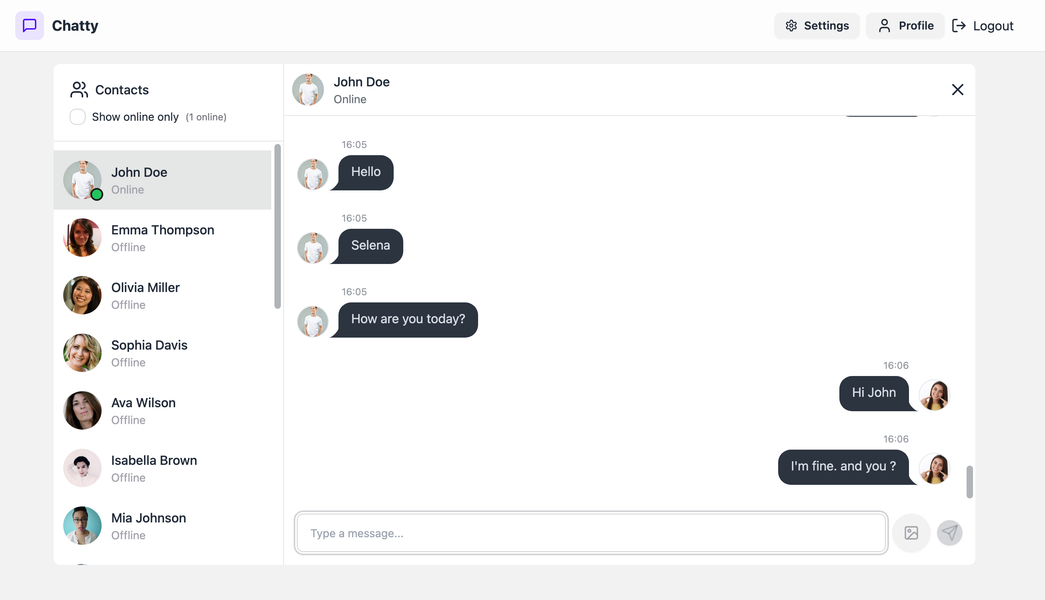 Chatty
Settings
Profile
Logout
Contacts
Show online only (1 online)
John Doe
Online
Emma Thompson
Offline
Olivia Miller
Offline
Sophia Davis
Offline
Ava Wilson
Offline
Isabella Brown
Offline
Mia Johnson
Offline
John Doe
Online
16:05
Hello
16:05
Selena
16:05
How are you today?
16:06
Hi John
16:06
I'm fine. and you ?
Type a message...